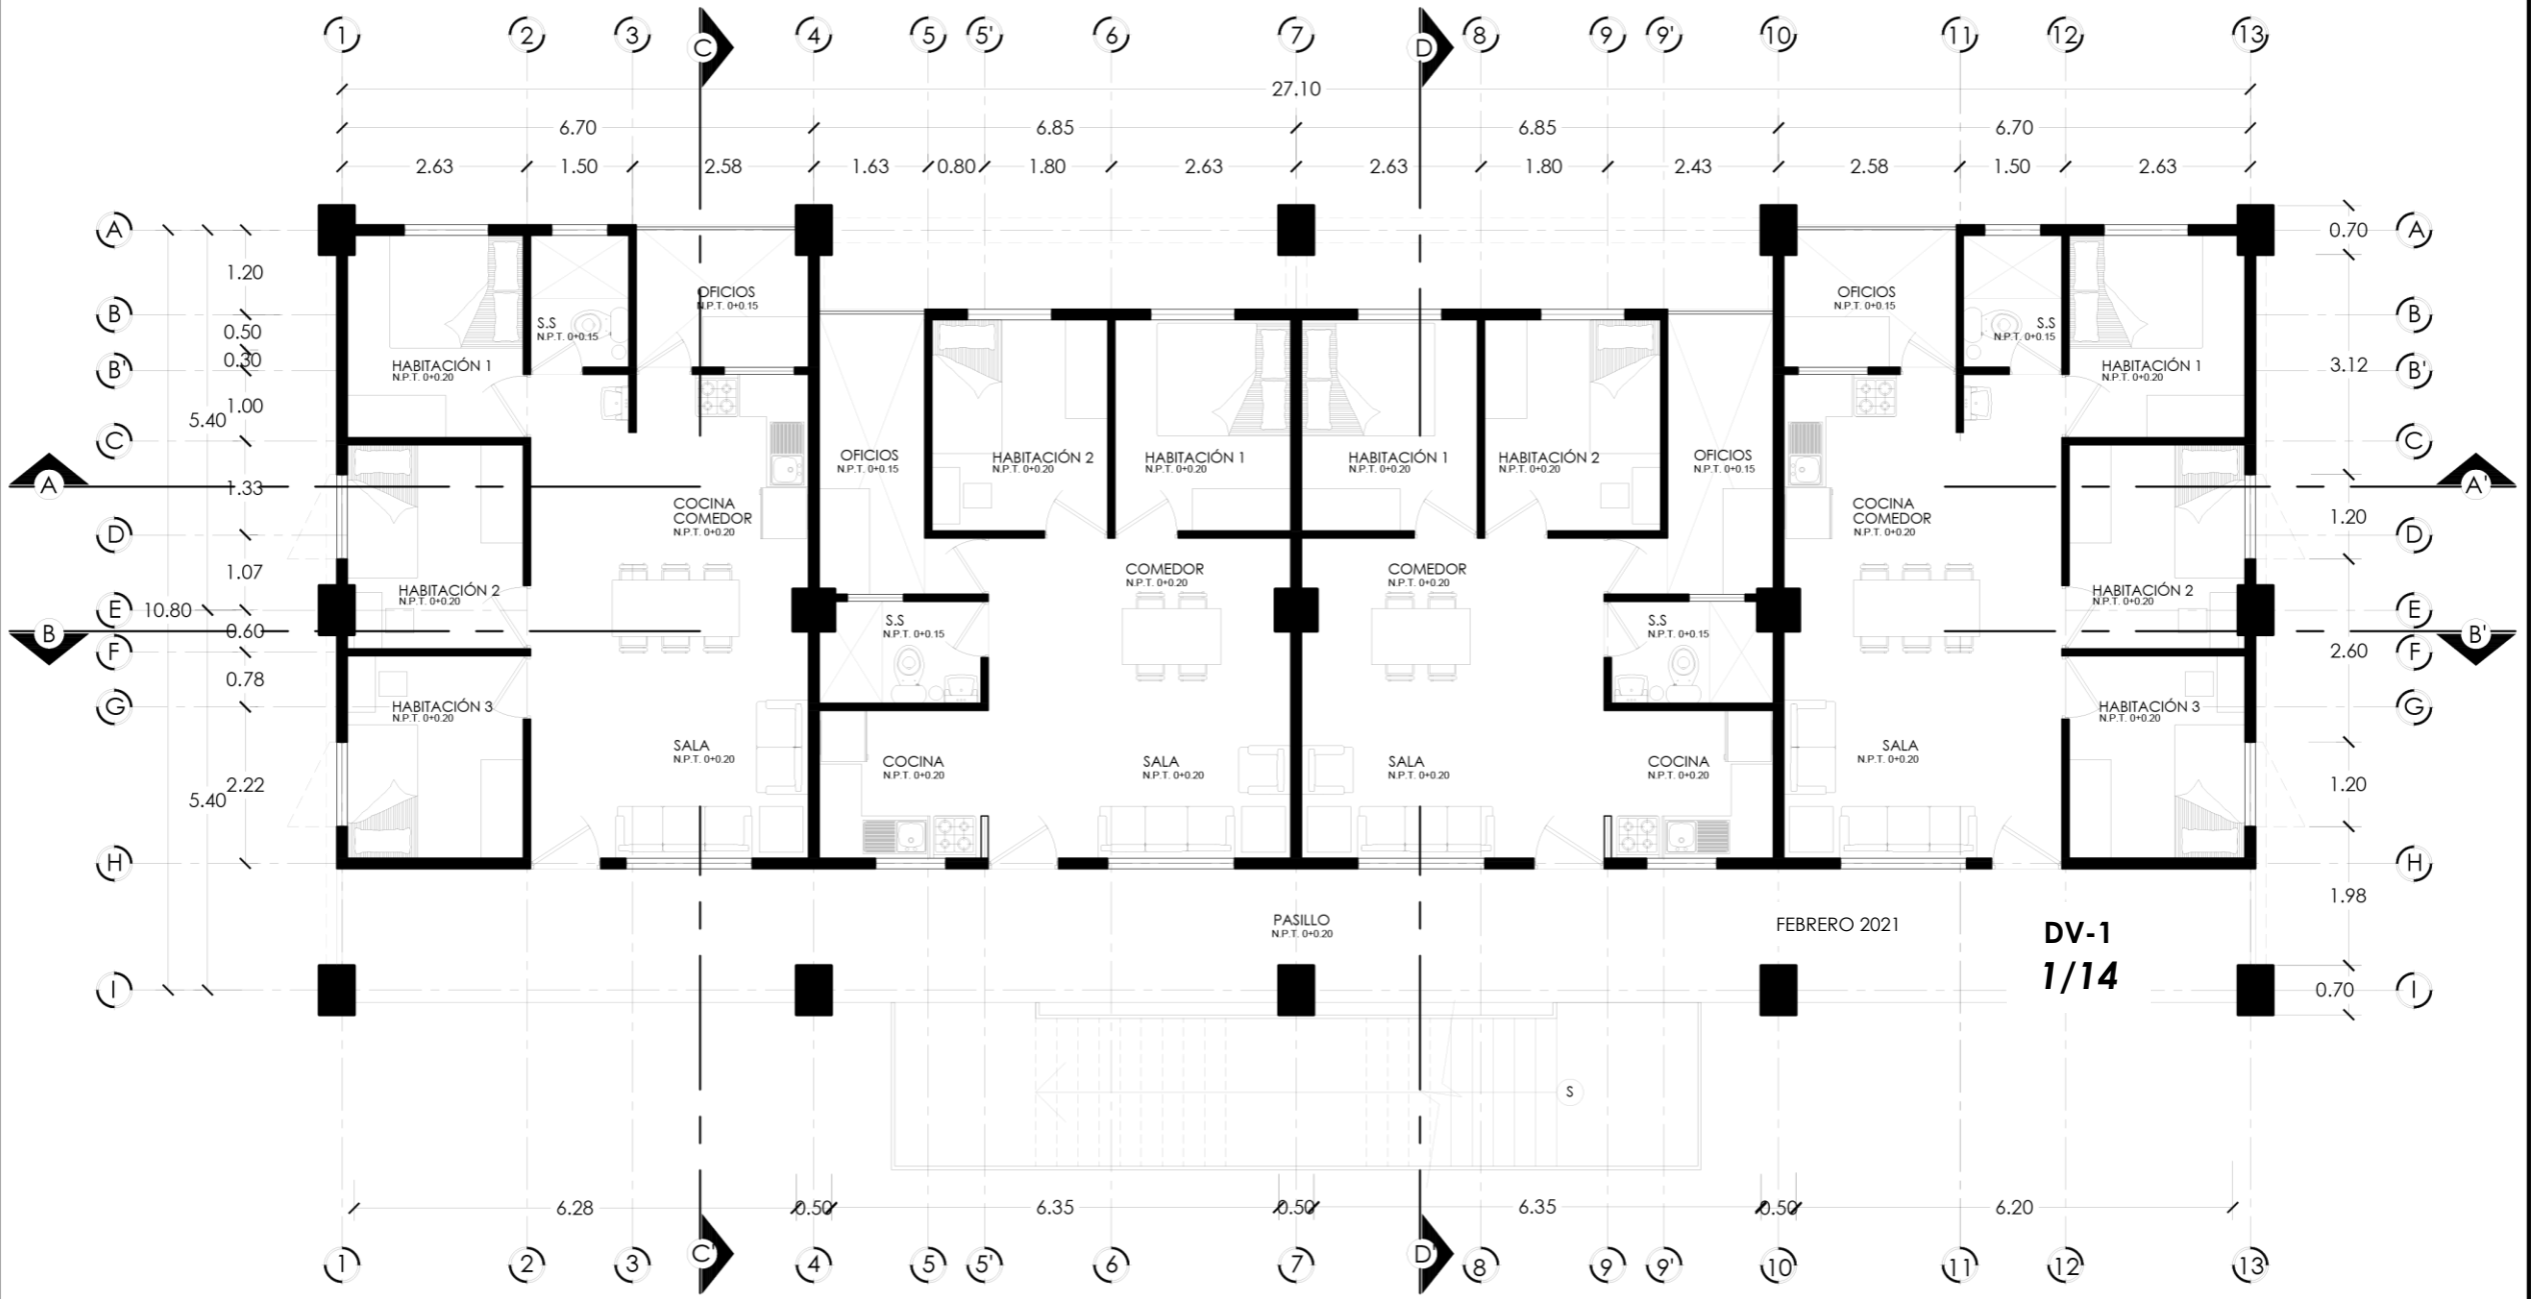 1 2 3 C 4 5 5' 6 7 D 8 9 9' 10 11 12 13
27.10
6.70 6.85 6.85 6.70
2.63 1.50 2.58 1.63 0.80 1.80 2.63 2.63 1.80 2.43 2.58 1.50 2.63
A
B
B'
C
A
D
E
B
F
G
H
I
1.20
0.50
0.30
1.00
5.40
1.33
1.07
10.80
0.60
0.78
2.22
5.40
HABITACIÓN 1
N.P.T. 0+0.20
S.S
N.P.T. 0+0.15
OFICIOS
N.P.T. 0+0.15
COCINA
COMEDOR
N.P.T. 0+0.20
HABITACIÓN 2
N.P.T. 0+0.20
HABITACIÓN 3
N.P.T. 0+0.20
SALA
N.P.T. 0+0.20
OFICIOS
N.P.T. 0+0.15
HABITACIÓN 2
N.P.T. 0+0.20
HABITACIÓN 1
N.P.T. 0+0.20
COMEDOR
N.P.T. 0+0.20
S.S
N.P.T. 0+0.15
COCINA
N.P.T. 0+0.20
SALA
N.P.T. 0+0.20
HABITACIÓN 1
N.P.T. 0+0.20
HABITACIÓN 2
N.P.T. 0+0.20
OFICIOS
N.P.T. 0+0.15
COMEDOR
N.P.T. 0+0.20
S.S
N.P.T. 0+0.15
SALA
N.P.T. 0+0.20
COCINA
N.P.T. 0+0.20
OFICIOS
N.P.T. 0+0.15
S.S
N.P.T. 0+0.15
HABITACIÓN 1
N.P.T. 0+0.20
COCINA
COMEDOR
N.P.T. 0+0.20
HABITACIÓN 2
N.P.T. 0+0.20
HABITACIÓN 3
N.P.T. 0+0.20
SALA
N.P.T. 0+0.20
0.70
3.12
1.20
2.60
1.20
1.98
0.70
A
B
B'
C
A'
D
E
B'
F
G
H
I
PASILLO
N.P.T. 0+0.20
FEBRERO 2021
DV-1
1/14
S
6.28 0.50 6.35 0.50 6.35 0.50 6.20
1 2 3 C' 4 5 5' 6 7 D' 8 9 9' 10 11 12 13